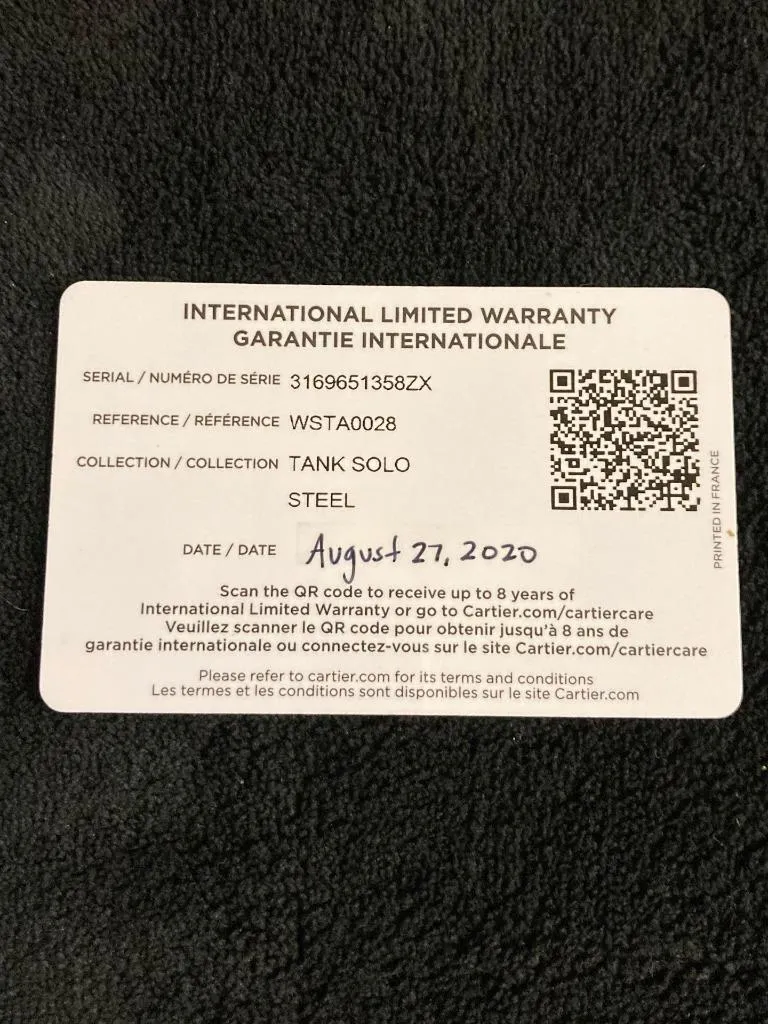 INTERNATIONAL LIMITED WARRANTY
GARANTIE INTERNATIONALE
SERIAL / NUMÉRO DE SÉRIE 3169651358ZX
REFERENCE / RÉFÉRENCE WSTA0028
COLLECTION / COLLECTION TANK SOLO
STEEL
PRINTED IN FRANCE
DATE / DATE August 27, 2020
Scan the QR code to receive up to 8 years of
International Limited Warranty or go to Cartier.com/cartiercare
Veuillez scanner le QR code pour obtenir jusqu'à 8 ans de
garantie internationale ou connectez-vous sur le site Cartier.com/cartiercare
Please refer to cartier.com for its terms and conditions
Les termes et les conditions sont disponibles sur le site Cartier.com